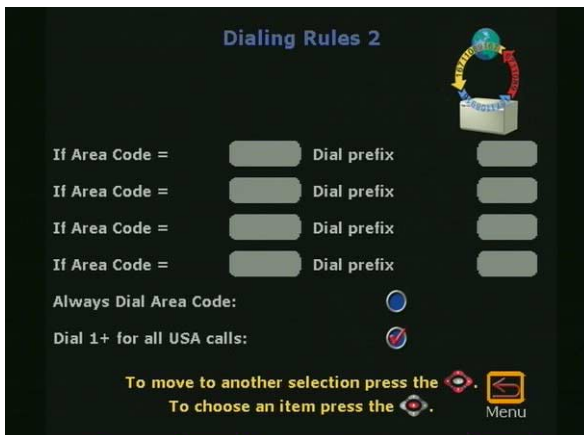 Dialing Rules 2
If Area Code = Dial prefix
If Area Code = Dial prefix
If Area Code = Dial prefix
If Area Code = Dial prefix
Always Dial Area Code:
Dial 1+ for all USA calls:
To move to another selection press the .
To choose an item press the .
Menu